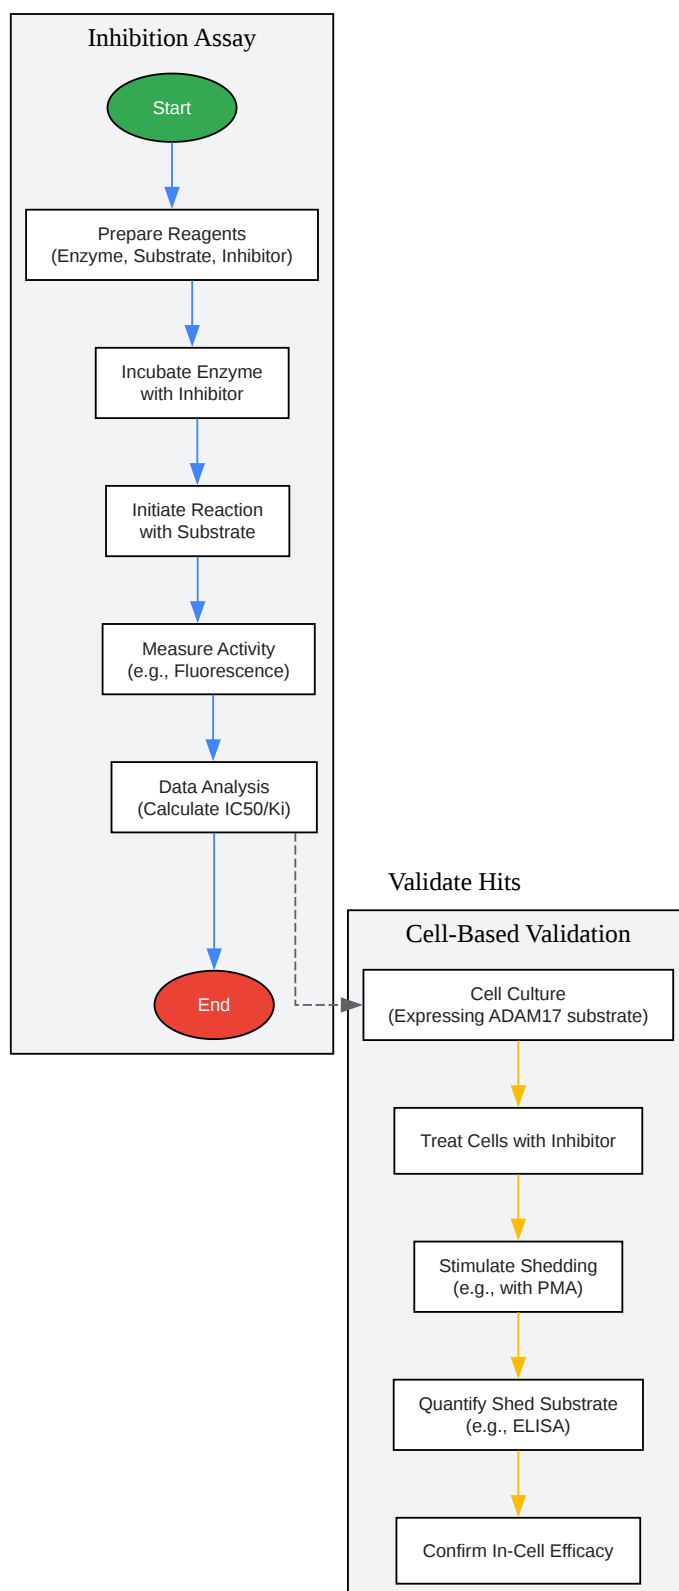 Inhibition Assay
Start
Prepare Reagents
(Enzyme, Substrate, Inhibitor)
Incubate Enzyme
with Inhibitor
Initiate Reaction
with Substrate
Measure Activity
(e.g., Fluorescence)
Data Analysis
(Calculate IC50/Ki)
End
Validate Hits
Cell-Based Validation
Cell Culture
(Expressing ADAM17 substrate)
Treat Cells with Inhibitor
Stimulate Shedding
(e.g., with PMA)
Quantify Shed Substrate
(e.g., ELISA)
Confirm In-Cell Efficacy